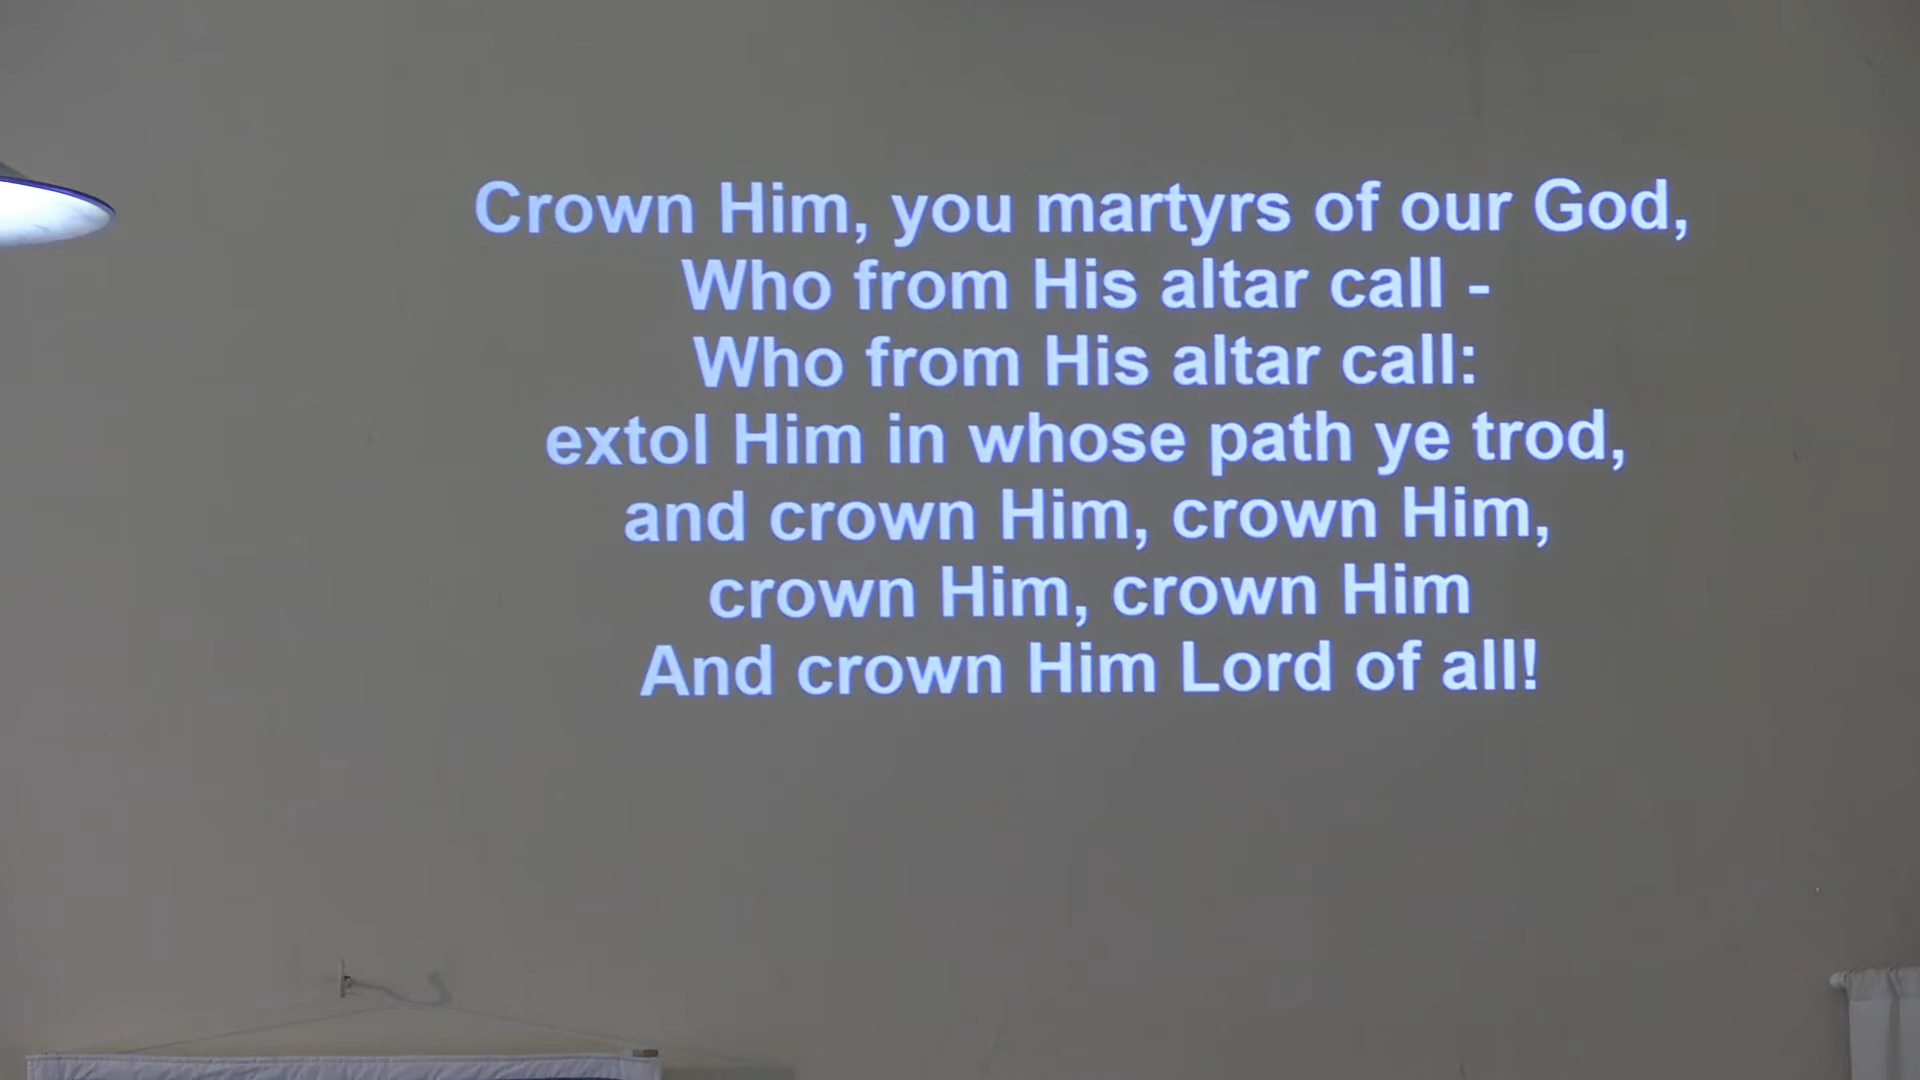 Crown Him, you martyrs of our God,
Who from His altar call -
Who from His altar call:
extol Him in whose path ye trod,
and crown Him, crown Him,
crown Him, crown Him
And crown Him Lord of all!